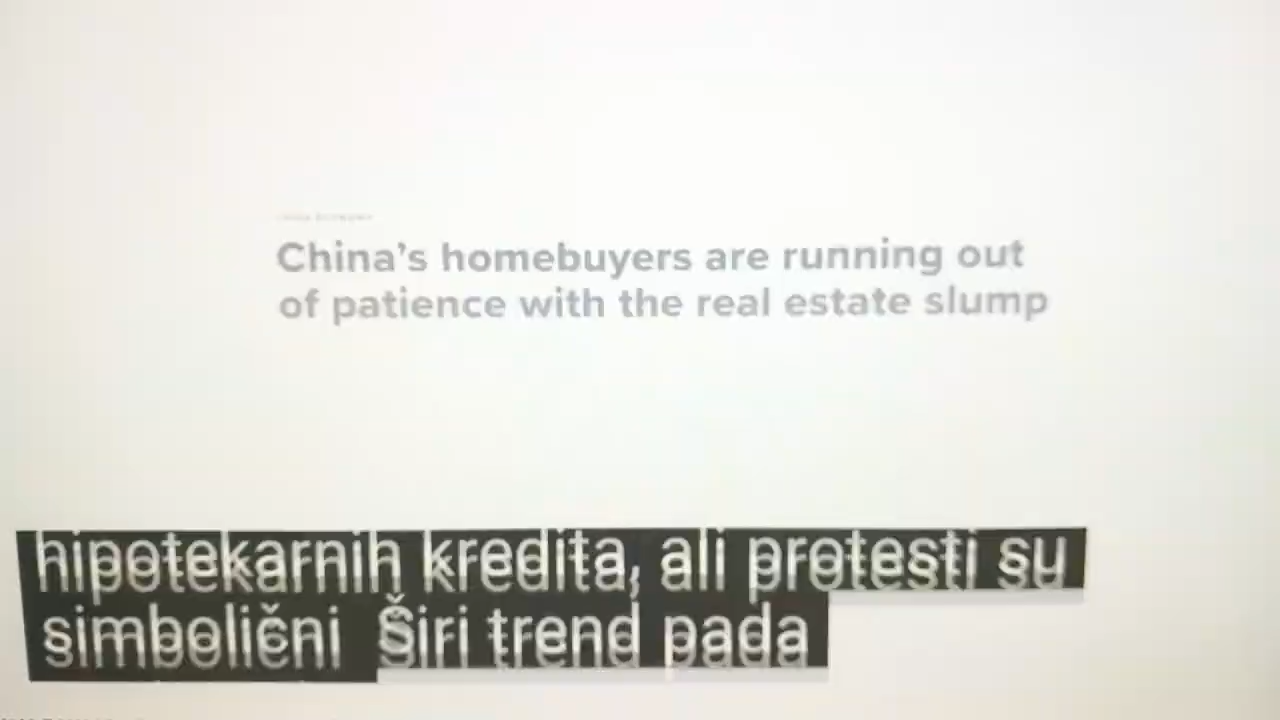 China's homebuyers are running out
of patience with the real estate slump
hipotekarnih kredita, ali protesti su
simbolični Širi trend pada